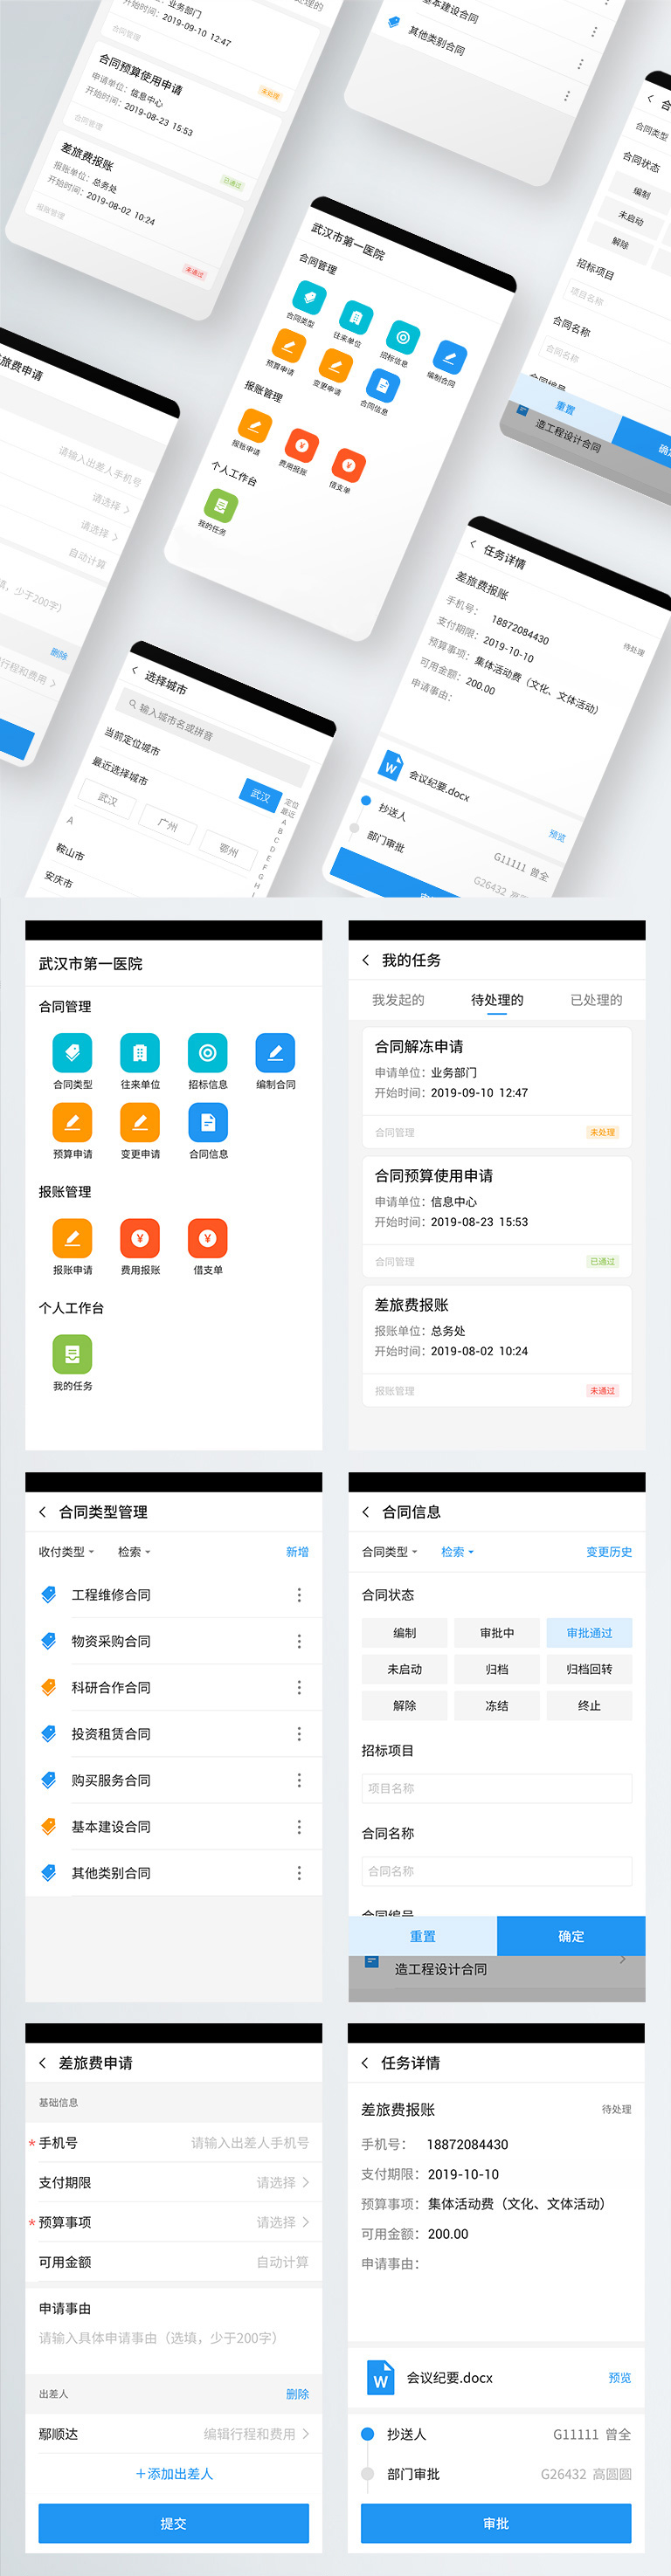 处理的
业务部门
开始时间：2019-09-10 12:47
合同管理
未处理
合同预算使用申请
申请单位：信息中心
开始时间：2019-08-23 15:53
合同管理
已通过
差旅费报账
报账单位：总务处
开始时间：2019-08-02 10:24
报账管理
未通过
基本建设合同
其他类别合同
合同类型
合同状态
编制
未启动
解除
招标项目
项目名称
合同名称
合同名称
合同编号
重置
造工程设计合同
武汉市第一医院
合同管理
合同类型
往来单位
招标信息
编制合同
预算申请
变更申请
合同信息
报账管理
报账申请
费用报账
借支单
个人工作台
我的任务
旅费申请
请输入出差人手机号
请选择
请选择
自动计算
填，少于200字）
删除
行程和费用
选择城市
输入城市名或拼音
当前定位城市
武汉
最近选择城市
武汉
广州
鄂州
定位
最近
A
B
C
D
E
F
G
H
A
鞍山市
安庆市
任务详情
差旅费报账
待处理
手机号： 18872084430
支付期限：2019-10-10
预算事项：集体活动费（文化、文体活动）
可用金额：200.00
申请事由：
W
会议纪要.docx
预览
抄送人
G11111 曾全
部门审批
武汉市第一医院
合同管理
合同类型 往来单位 招标信息 编制合同
预算申请 变更申请 合同信息
报账管理
报账申请 费用报账 借支单
个人工作台
我的任务
我的任务
我发起的 待处理的 已处理的
合同解冻申请
申请单位：业务部门
开始时间：2019-09-10 12:47
合同管理 未处理
合同预算使用申请
申请单位：信息中心
开始时间：2019-08-23 15:53
合同管理 已通过
差旅费报账
报账单位：总务处
开始时间：2019-08-02 10:24
报账管理 未通过
合同类型管理
收付类型 检索 新增
工程维修合同
物资采购合同
科研合作合同
投资租赁合同
购买服务合同
基本建设合同
其他类别合同
合同信息
合同类型 检索 变更历史
合同状态
编制 审批中 审批通过
未启动 归档 归档回转
解除 冻结 终止
招标项目
项目名称
合同名称
合同名称
合同编号
重置 确定
造工程设计合同
差旅费申请
基础信息
*手机号 请输入出差人手机号
支付期限 请选择
*预算事项 请选择
可用金额 自动计算
申请事由
请输入具体申请事由（选填，少于200字）
出差人 删除
鄢顺达 编辑行程和费用
+添加出差人
提交
任务详情
差旅费报账 待处理
手机号： 18872084430
支付期限：2019-10-10
预算事项：集体活动费（文化、文体活动）
可用金额：200.00
申请事由：
W 会议纪要.docx 预览
抄送人 G11111 曾全
部门审批 G26432 高圆圆
审批